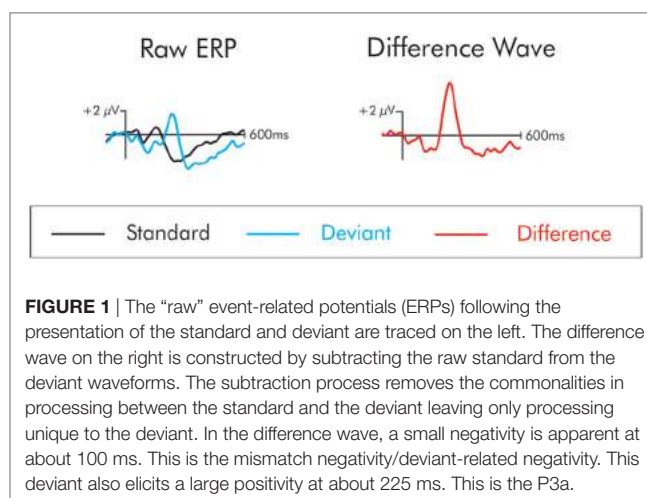 Raw ERP
Difference Wave
+2 μV
600ms
+2 μV
600ms
Standard
Deviant
Difference
FIGURE 1 | The “raw” event-related potentials (ERPs) following the
presentation of the standard and deviant are traced on the left. The difference
wave on the right is constructed by subtracting the raw standard from the
deviant waveforms. The subtraction process removes the commonalities in
processing between the standard and the deviant leaving only processing
unique to the deviant. In the difference wave, a small negativity is apparent at
about 100 ms. This is the mismatch negativity/deviant-related negativity. This
deviant also elicits a large positivity at about 225 ms. This is the P3a.